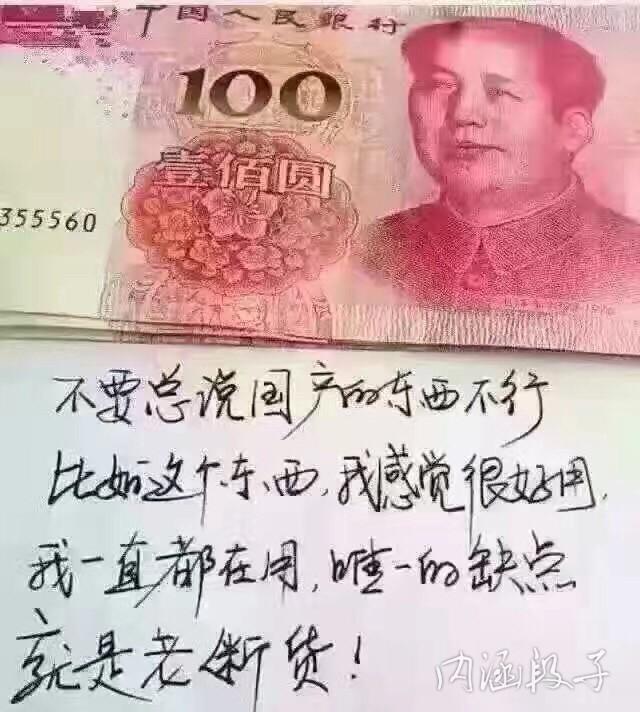 中国人民银行
100
壹佰圆
355560
不要总说国产的东西不行
比如这个东西,我感觉很好用,
我一直都在用,唯一的缺点
就是老断货!
内涵段子